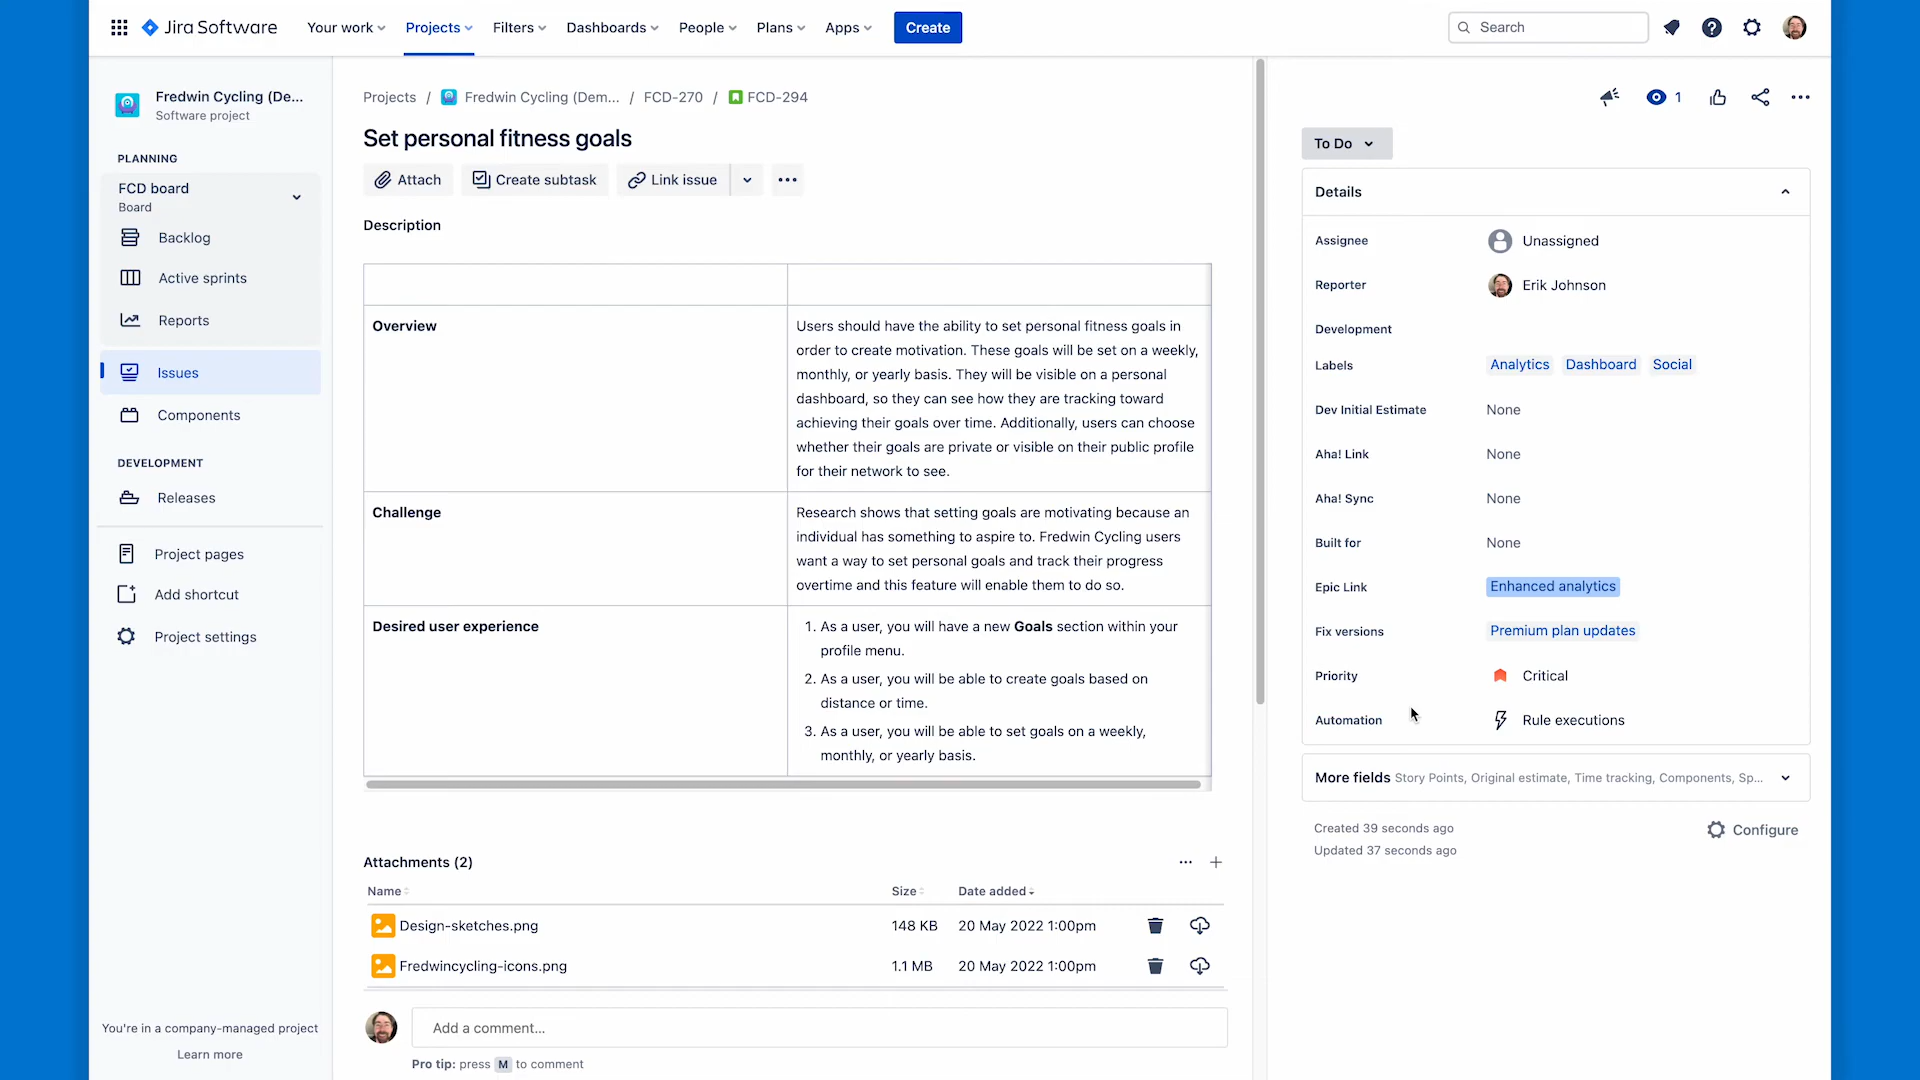 Jira Software
Your work
Projects
Filters
Dashboards
People
Plans
Apps
Create
Search
Fredwin Cycling (De...
Software project
PLANNING
FCD board
Board
Backlog
Active sprints
Reports
Issues
Components
DEVELOPMENT
Releases
Project pages
Add shortcut
Project settings
You're in a company-managed project
Learn more
Projects / Fredwin Cycling (Dem... / FCD-270 / FCD-294
Set personal fitness goals
Attach
Create subtask
Link issue
Description
Overview
Users should have the ability to set personal fitness goals in
order to create motivation. These goals will be set on a weekly,
monthly, or yearly basis. They will be visible on a personal
dashboard, so they can see how they are tracking toward
achieving their goals over time. Additionally, users can choose
whether their goals are private or visible on their public profile
for their network to see.
Challenge
Research shows that setting goals are motivating because an
individual has something to aspire to. Fredwin Cycling users
want a way to set personal goals and track their progress
overtime and this feature will enable them to do so.
Desired user experience
1. As a user, you will have a new Goals section within your
profile menu.
2. As a user, you will be able to create goals based on
distance or time.
3. As a user, you will be able to set goals on a weekly,
monthly, or yearly basis.
Attachments (2)
Name Size Date added
Design-sketches.png 148 KB 20 May 2022 1:00pm
Fredwincycling-icons.png 1.1 MB 20 May 2022 1:00pm
Add a comment...
Pro tip: press M to comment
1
To Do
Details
Assignee Unassigned
Reporter Erik Johnson
Development
Labels Analytics Dashboard Social
Dev Initial Estimate None
Aha! Link None
Aha! Sync None
Built for None
Epic Link Enhanced analytics
Fix versions Premium plan updates
Priority Critical
Automation Rule executions
More fields Story Points, Original estimate, Time tracking, Components, Sp...
Created 39 seconds ago
Configure
Updated 37 seconds ago